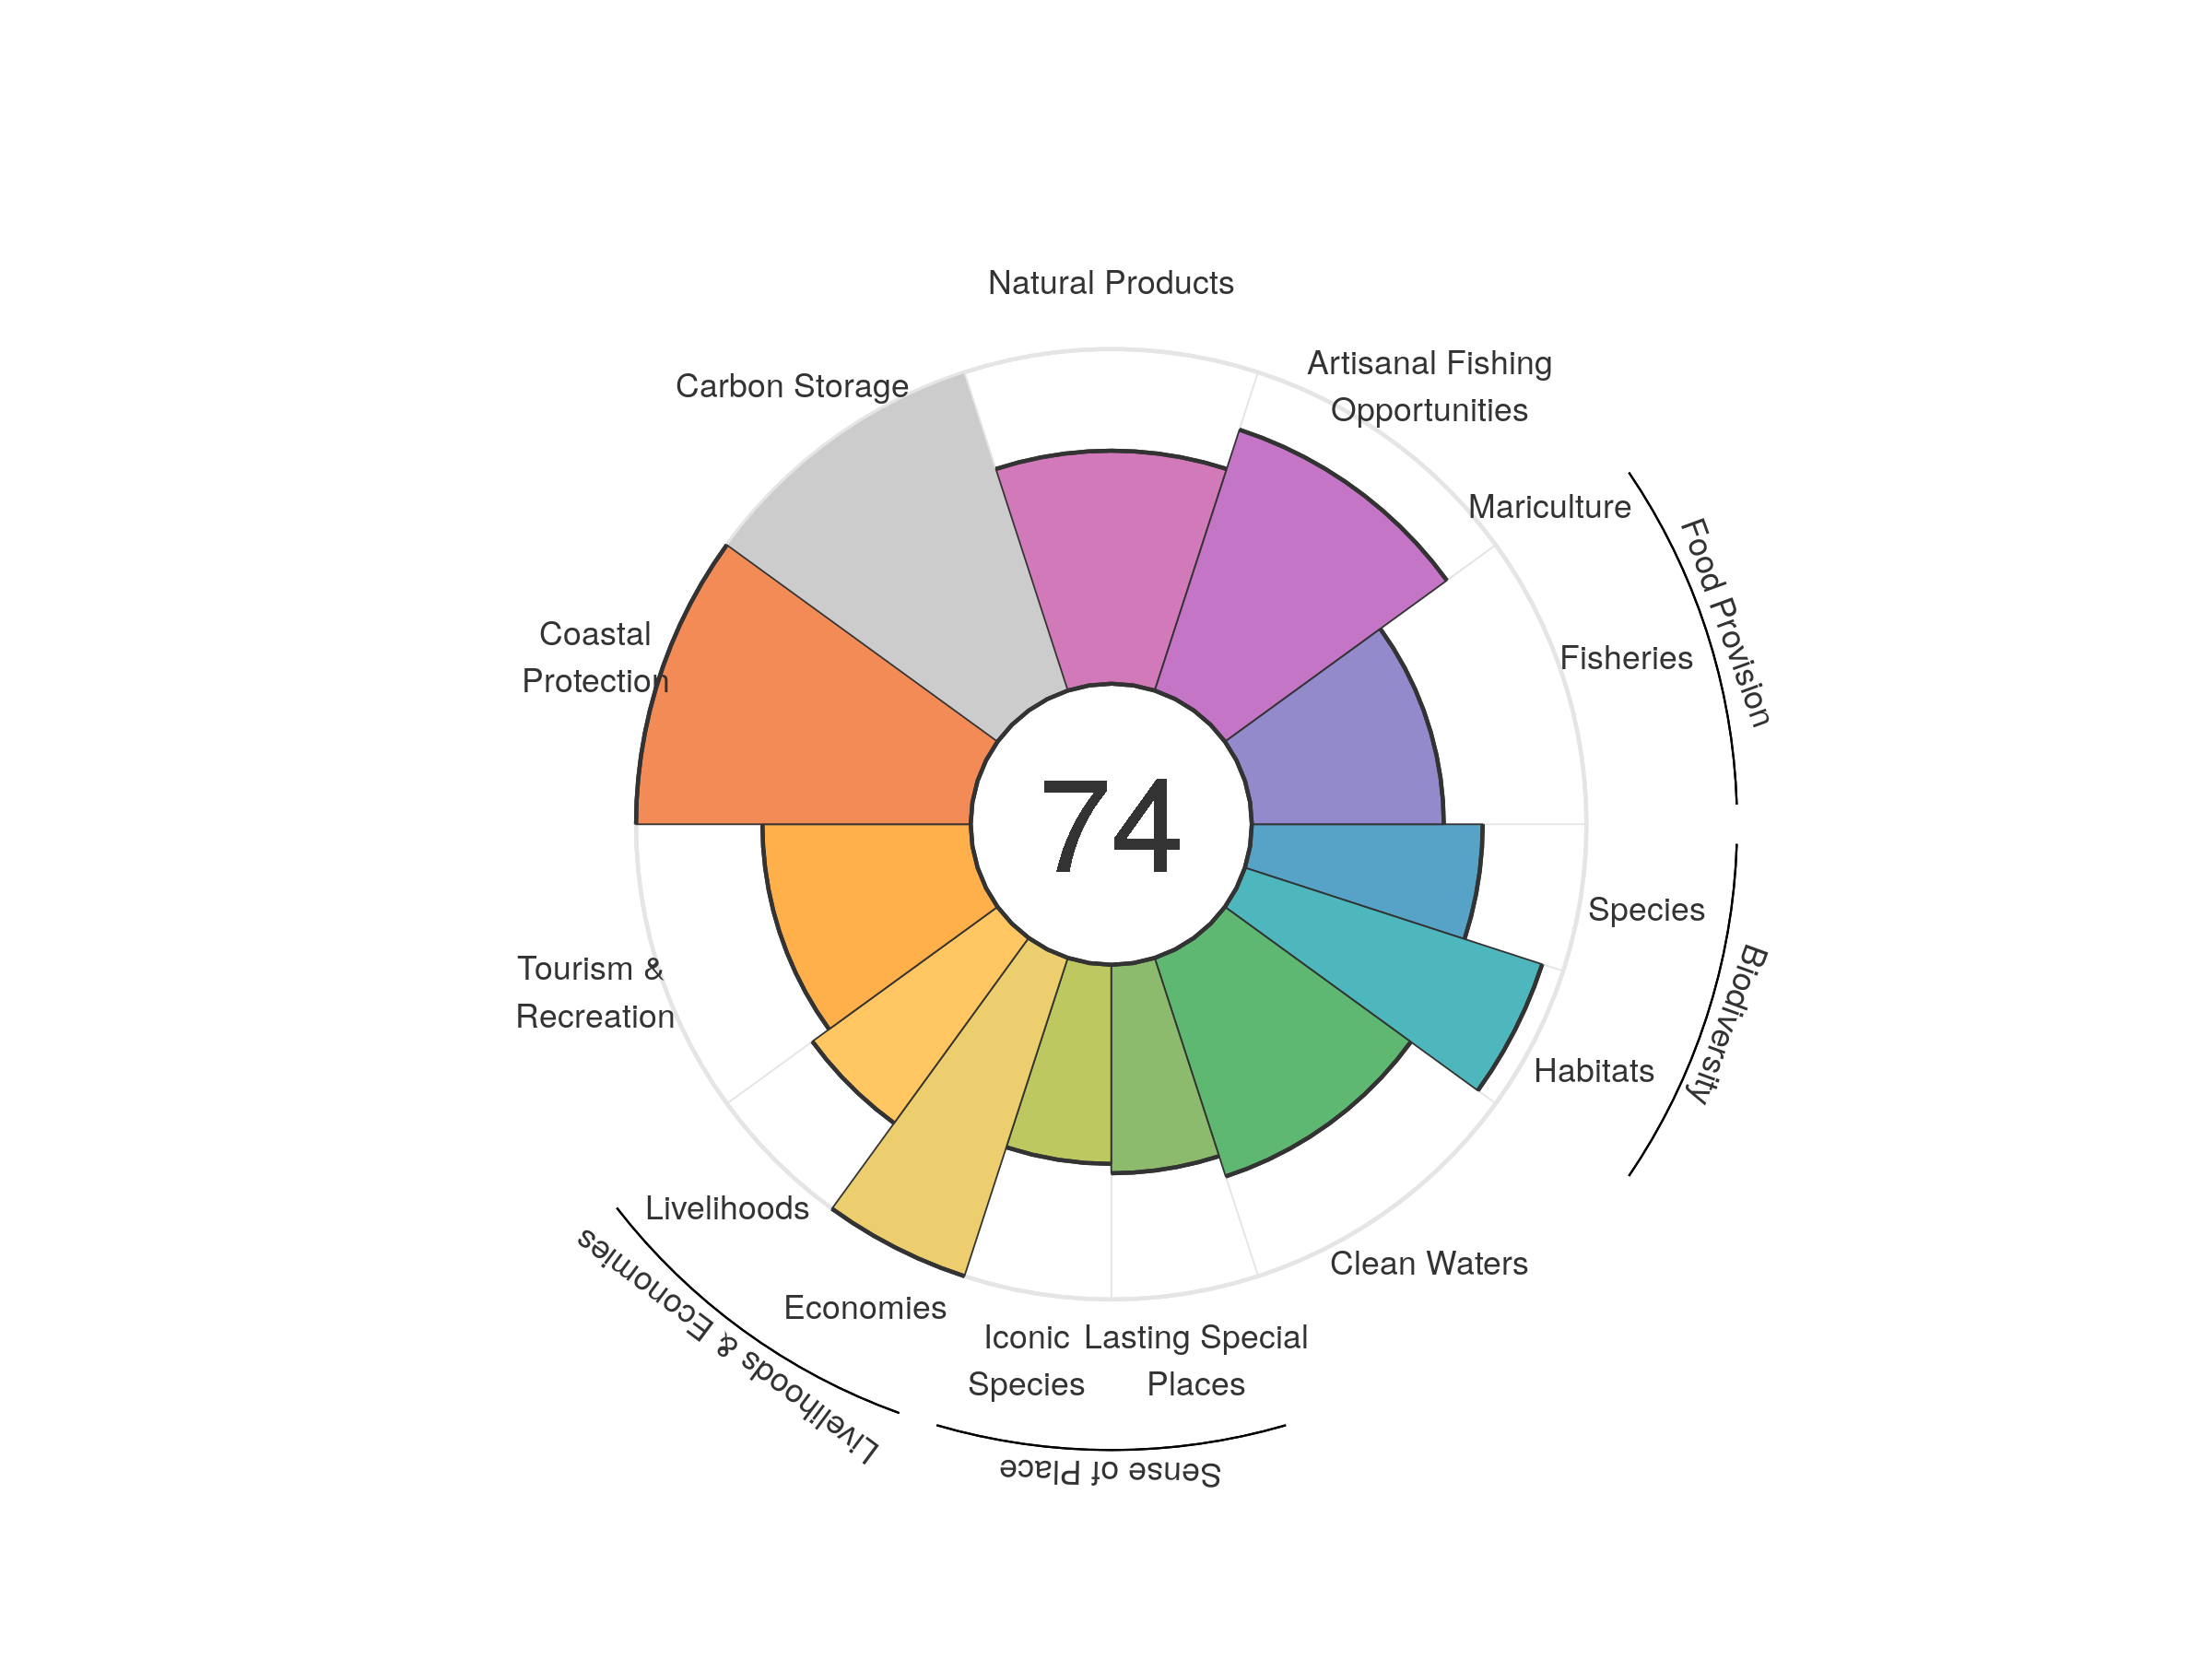 Natural Products
Artisanal Fishing
Opportunities
Carbon Storage
Mariculture
Food Provision
Fisheries
Coastal
Protection
74
Species
Biodiversity
Tourism &
Recreation
Habitats
Livelihoods
Clean Waters
Livelihoods & Economies
Economies
Iconic
Species
Lasting Special
Places
Sense of Place